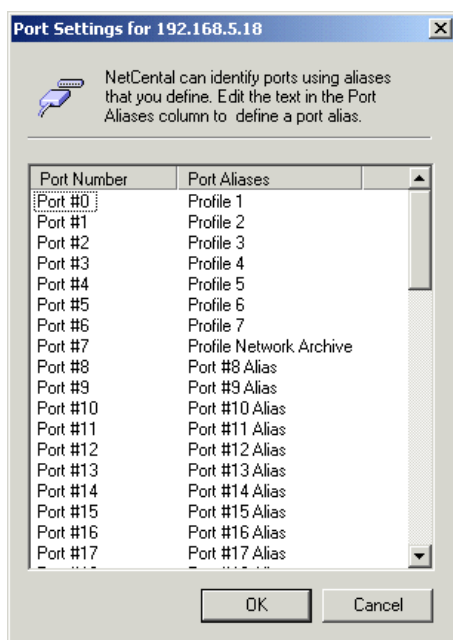 Port Settings for 192.168.5.18
NetCental can identify ports using aliases
that you define. Edit the text in the Port
Aliases column to define a port alias.
Port Number Port Aliases
Port #0 Profile 1
Port #1 Profile 2
Port #2 Profile 3
Port #3 Profile 4
Port #4 Profile 5
Port #5 Profile 6
Port #6 Profile 7
Port #7 Profile Network Archive
Port #8 Port #8 Alias
Port #9 Port #9 Alias
Port #10 Port #10 Alias
Port #11 Port #11 Alias
Port #12 Port #12 Alias
Port #13 Port #13 Alias
Port #14 Port #14 Alias
Port #15 Port #15 Alias
Port #16 Port #16 Alias
Port #17 Port #17 Alias
OK Cancel